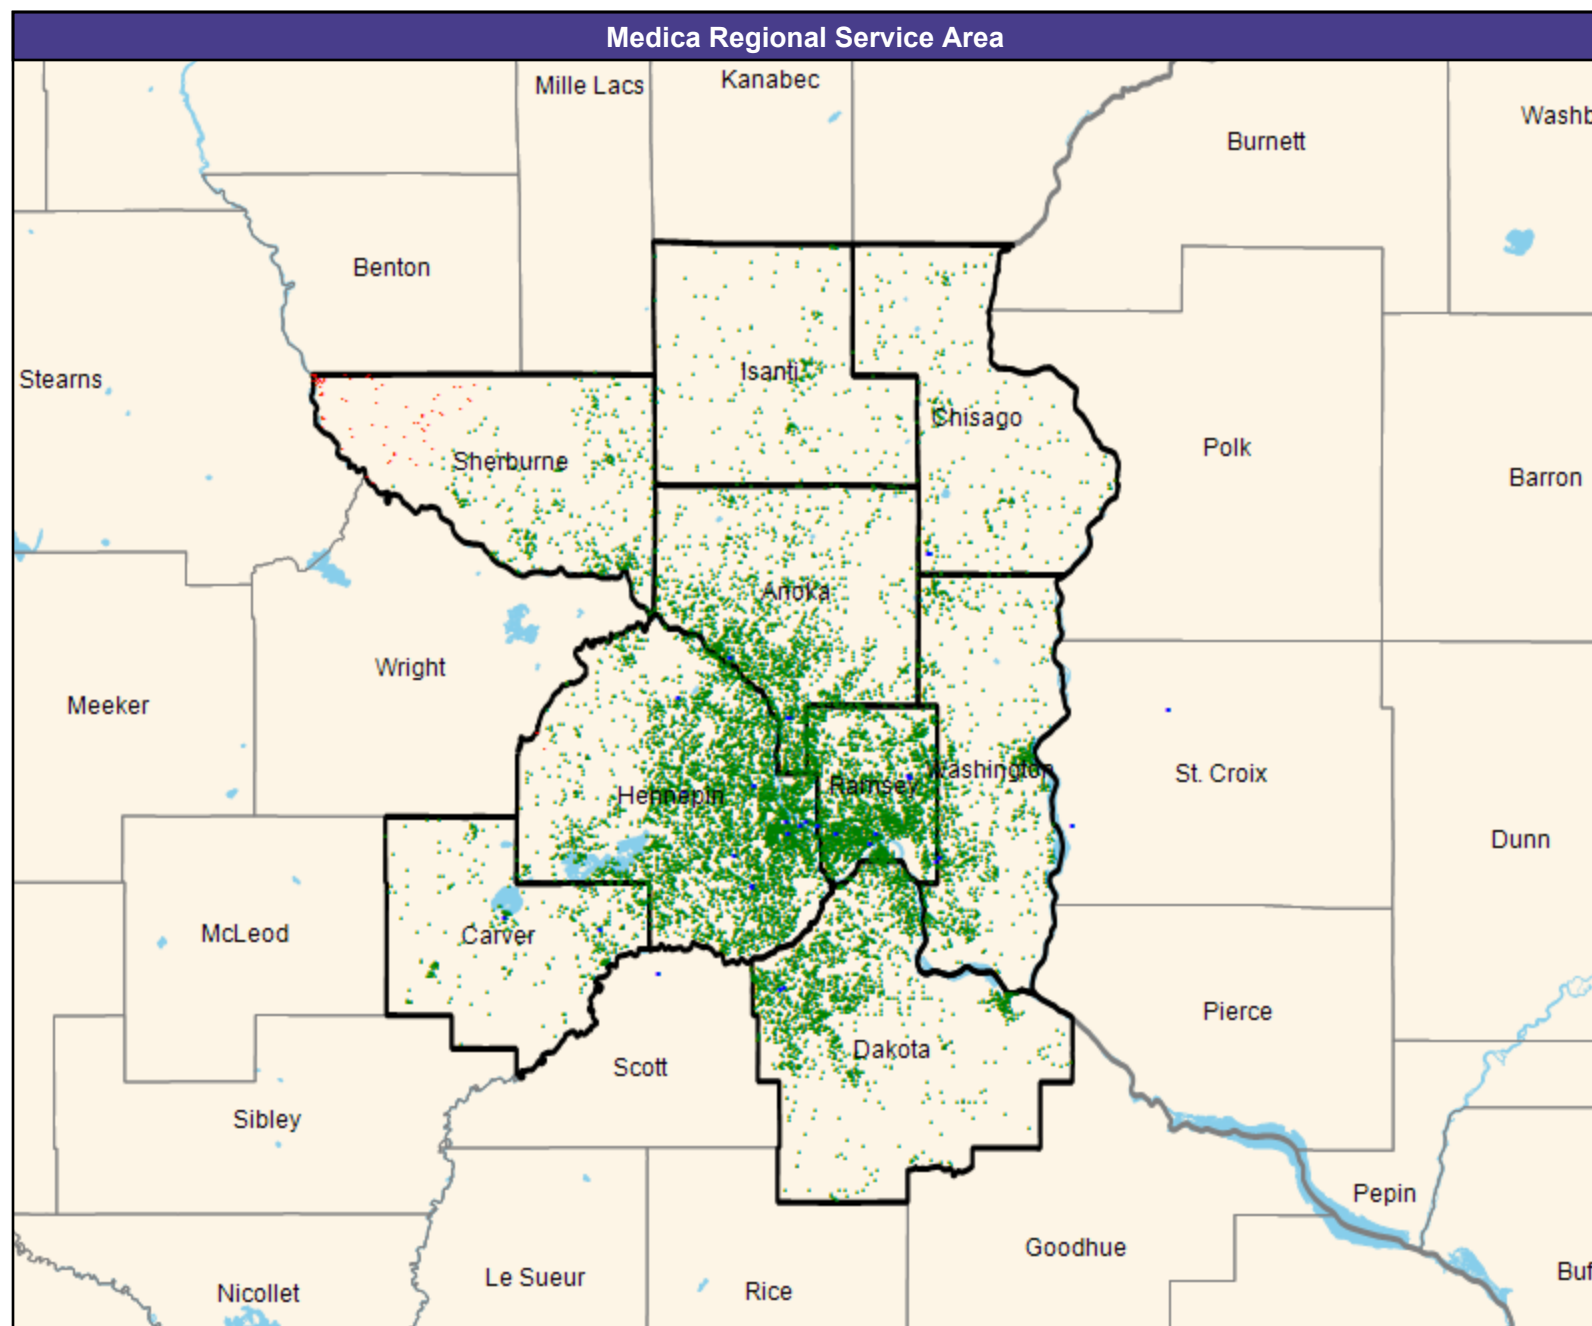 Medica Regional Service Area
Mille Lacs
Kanabec
Washb
Burnett
Benton
Stearns
Isanti
Chisago
Sherburne
Polk
Barron
Anoka
Wright
Meeker
Washington
St. Croix
Ramsey
Hennepin
Dunn
McLeod
Carver
Pierce
Dakota
Scott
Sibley
Pepin
Goodhue
Buf
Le Sueur
Rice
Nicollet